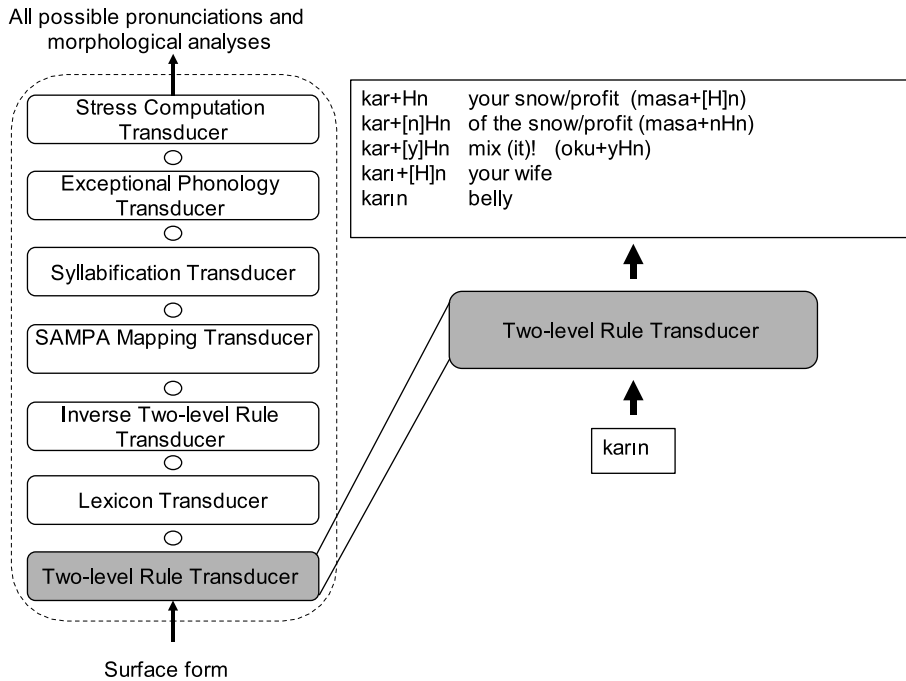 All possible pronunciations and
morphological analyses
Stress Computation
Transducer
Exceptional Phonology
Transducer
Syllabification Transducer
SAMPA Mapping Transducer
Inverse Two-level Rule
Transducer
Lexicon Transducer
Two-level Rule Transducer
Surface form
kar+Hn your snow/profit (masa+[H]n)
kar+[n]Hn of the snow/profit (masa+nHn)
kar+[y]Hn mix (it)! (oku+yHn)
karı+[H]n your wife
karın belly
Two-level Rule Transducer
karın